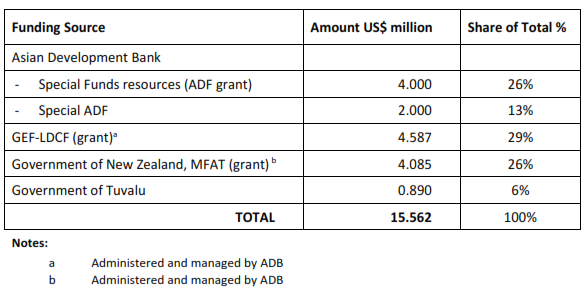 Funding Source Amount US$ million Share of Total %
Asian Development Bank
- Special Funds resources (ADF grant) 4.000 26%
- Special ADF 2.000 13%
GEF-LDCF (grant)a 4.587 29%
Government of New Zealand, MFAT (grant) b 4.085 26%
Government of Tuvalu 0.890 6%
TOTAL 15.562 100%
Notes:
a Administered and managed by ADB
b Administered and managed by ADB